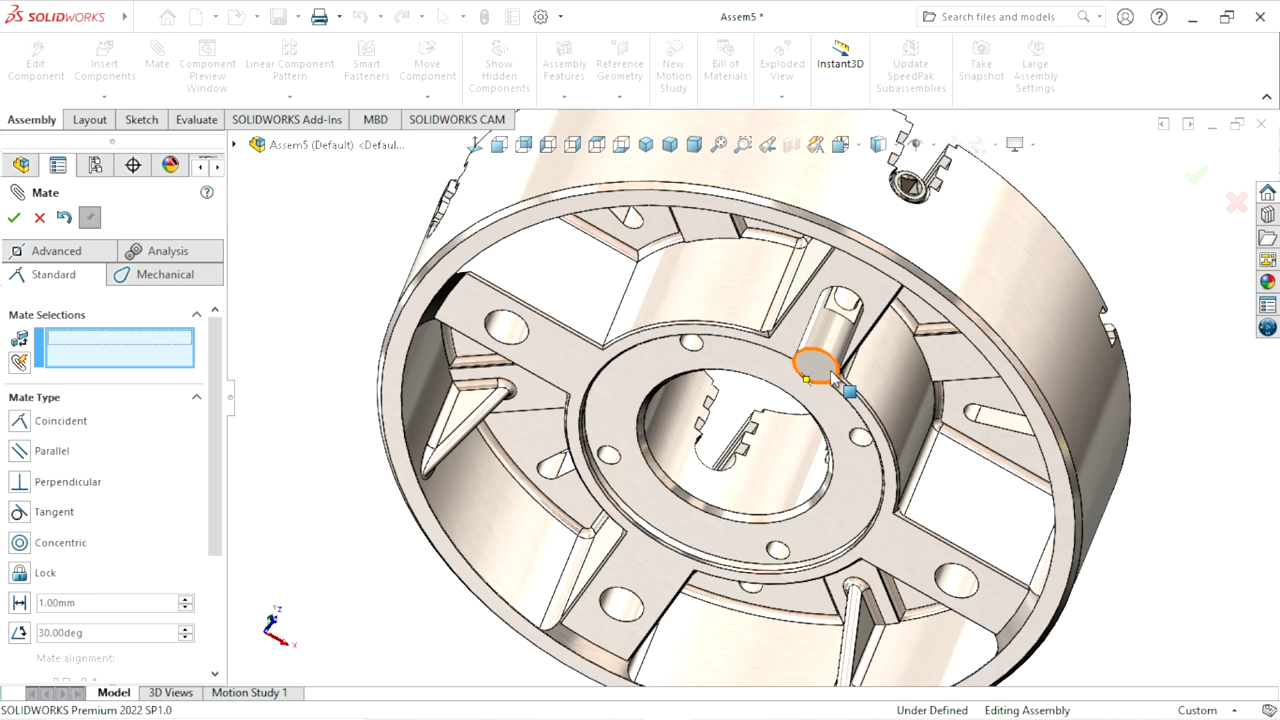 SOLIDWORKS
Assem5 *
Search files and models
Edit Component
Insert Components
Mate
Component Preview Window
Linear Component Pattern
Smart Fasteners
Move Component
Show Hidden Components
Assembly Features
Reference Geometry
New Motion Study
Bill of Materials
Exploded View
Instant3D
Update SpeedPak Subassemblies
Take Snapshot
Large Assembly Settings
Assembly
Layout
Sketch
Evaluate
SOLIDWORKS Add-Ins
MBD
SOLIDWORKS CAM
Assem5 (Default) <Defaul...
Mate
Advanced
Analysis
Standard
Mechanical
Mate Selections
Mate Type
Coincident
Parallel
Perpendicular
Tangent
Concentric
Lock
1.00mm
30.00deg
Mate alignment:
Z
X
Model
3D Views
Motion Study 1
SOLIDWORKS Premium 2022 SP1.0
Under Defined
Editing Assembly
Custom